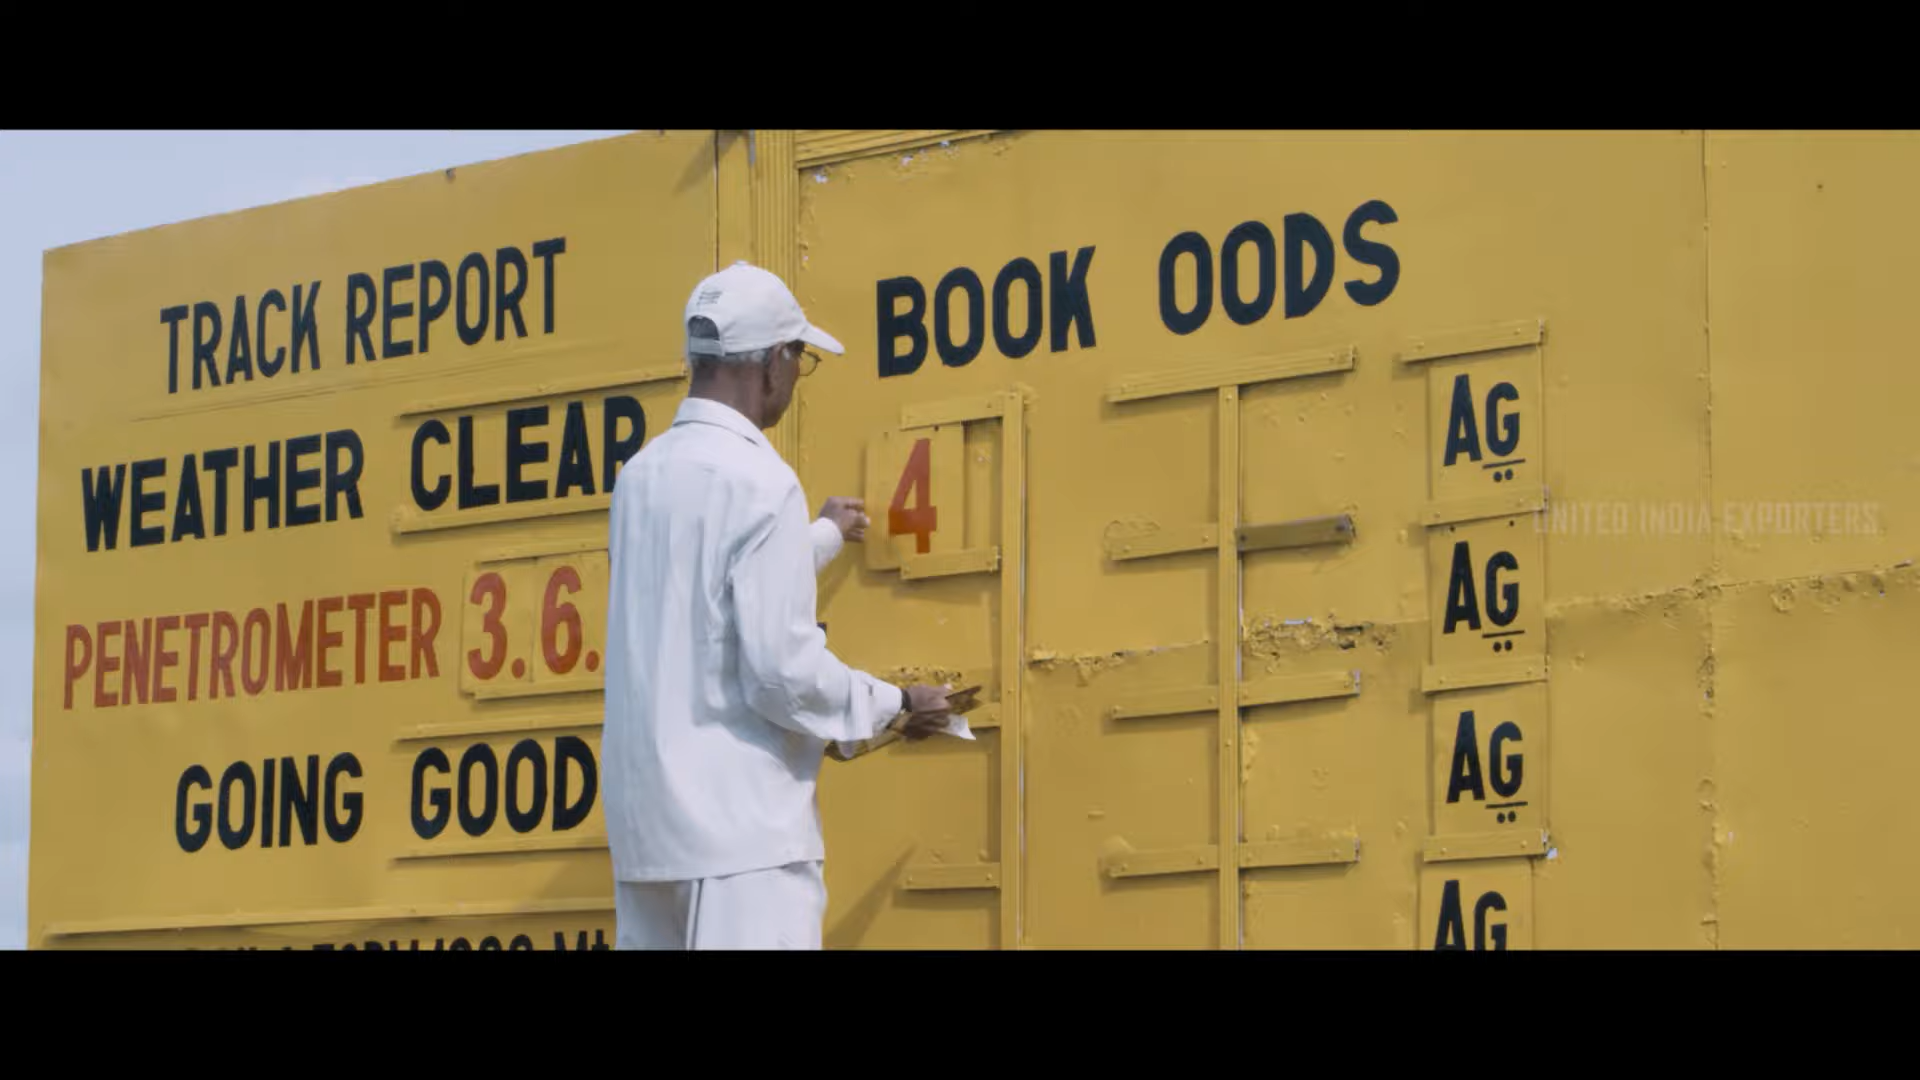 TRACK REPORT
WEATHER CLEAR
PENETROMETER 3.6.
GOING GOOD
BOOK OODS
4
AG
AG
AG
AG
UNITED INDIA EXPORTERS